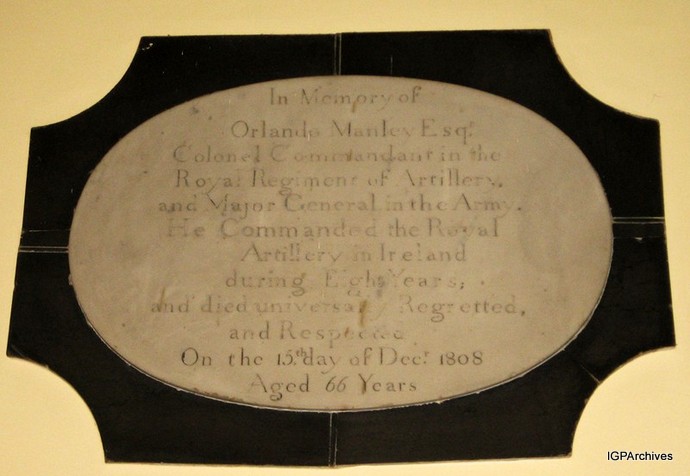 In Memory of
Orlando Manley Esqr.
Colonel Commandant in the
Royal Regiment of Artillery,
and Major General in the Army.
He Commanded the Royal
Artillery in Ireland
during Eight Years;
and died universally Regretted,
and Respected
On the 15th day of Decr. 1808
Aged 66 Years
IGPArchives